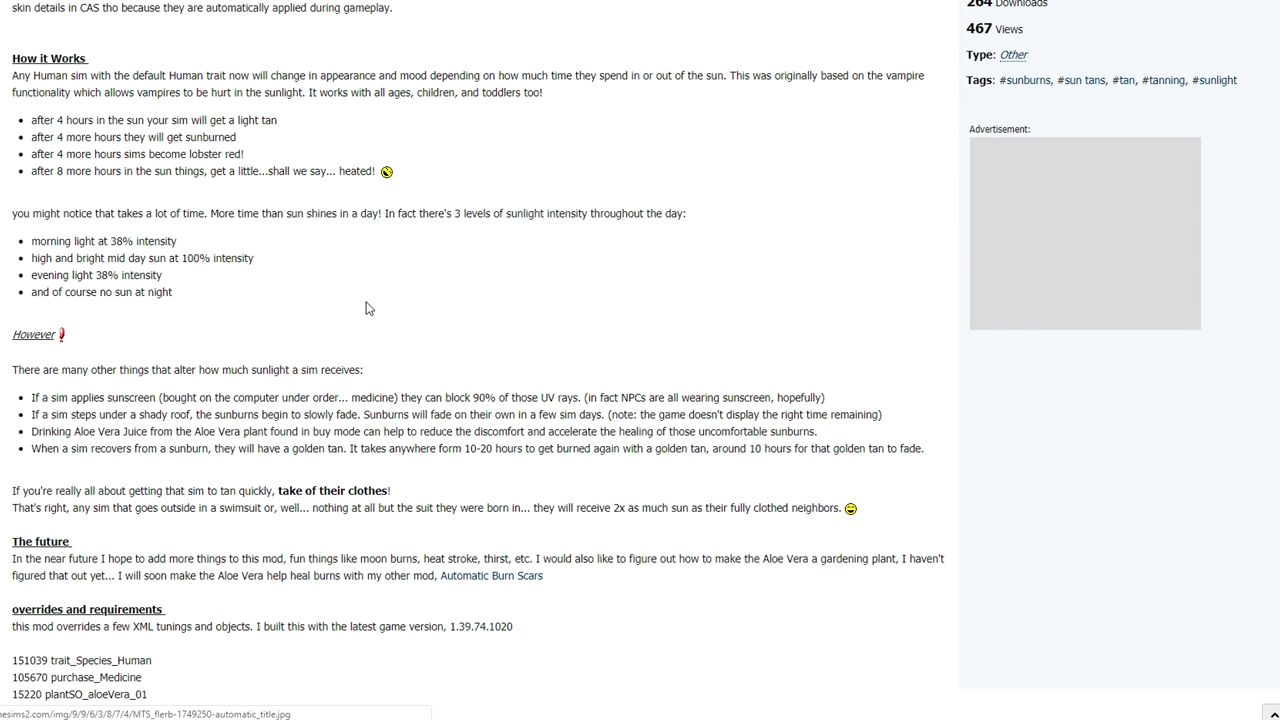 skin details in CAS tho because they are automatically applied during gameplay.
How it Works
Any Human sim with the default Human trait now will change in appearance and mood depending on how much time they spend in or out of the sun. This was originally based on the vampire
functionality which allows vampires to be hurt in the sunlight. It works with all ages, children, and toddlers too!
• after 4 hours in the sun your sim will get a light tan
• after 4 more hours they will get sunburned
• after 4 more hours sims become lobster red!
• after 8 more hours in the sun things, get a little...shall we say... heated!
you might notice that takes a lot of time. More time than sun shines in a day! In fact there's 3 levels of sunlight intensity throughout the day:
• morning light at 38% intensity
• high and bright mid day sun at 100% intensity
• evening light 38% intensity
• and of course no sun at night
However
There are many other things that alter how much sunlight a sim receives:
• If a sim applies sunscreen (bought on the computer under order... medicine) they can block 90% of those UV rays. (in fact NPCs are all wearing sunscreen, hopefully)
• If a sim steps under a shady roof, the sunburns begin to slowly fade. Sunburns will fade on their own in a few sim days. (note: the game doesn't display the right time remaining)
• Drinking Aloe Vera Juice from the Aloe Vera plant found in buy mode can help to reduce the discomfort and accelerate the healing of those uncomfortable sunburns.
• When a sim recovers from a sunburn, they will have a golden tan. It takes anywhere form 10-20 hours to get burned again with a golden tan, around 10 hours for that golden tan to fade.
If you're really all about getting that sim to tan quickly, take of their clothes!
That's right, any sim that goes outside in a swimsuit or, well... nothing at all but the suit they were born in... they will receive 2x as much sun as their fully clothed neighbors.
The future
In the near future I hope to add more things to this mod, fun things like moon burns, heat stroke, thirst, etc. I would also like to figure out how to make the Aloe Vera a gardening plant, I haven't
figured that out yet... I will soon make the Aloe Vera help heal burns with my other mod, Automatic Burn Scars
overrides and requirements
this mod overrides a few XML tunings and objects. I built this with the latest game version, 1.39.74.1020
151039 trait_Species_Human
105670 purchase_Medicine
15220 plantSO_aloeVera_01
nesims2.com/img/9/9/6/3/8/7/4/MTS_flerb-1749250-automatic_title.jpg
264 Downloads
467 Views
Type: Other
Tags: #sunburns, #sun tans, #tan, #tanning, #sunlight
Advertisement: